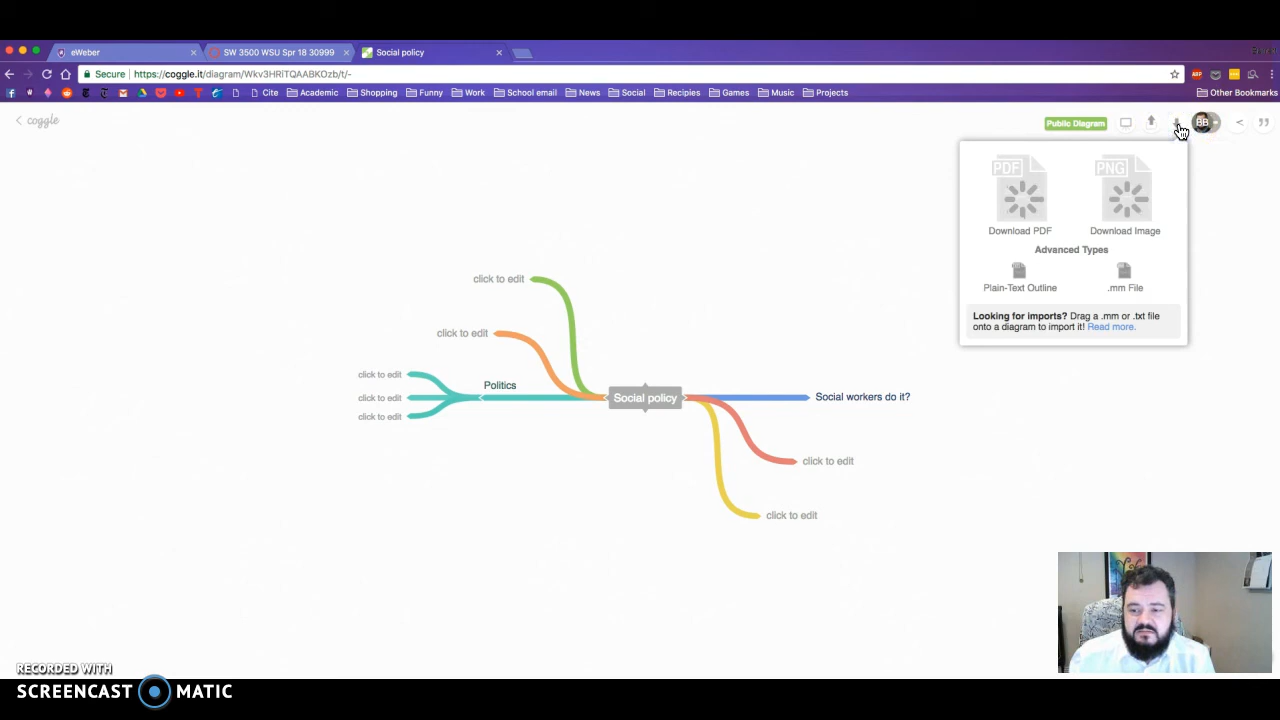 eWeber
SW 3500 WSU Spr 18 30999
Social policy
Secure https://coggle.it/diagram/Wkv3HRiTQAABKOzb/t/-
Cite Academic Shopping Funny Work School email News Social Recipies Games Music Projects Other Bookmarks
coggle
Public Diagram
BB
PDF PNG
Download PDF Download Image
Advanced Types
Plain-Text Outline .mm File
Looking for imports? Drag a .mm or .txt file
onto a diagram to import it! Read more.
click to edit
click to edit
click to edit
Politics
click to edit
click to edit
Social policy
Social workers do it?
click to edit
click to edit
RECORDED WITH
SCREENCAST MATIC